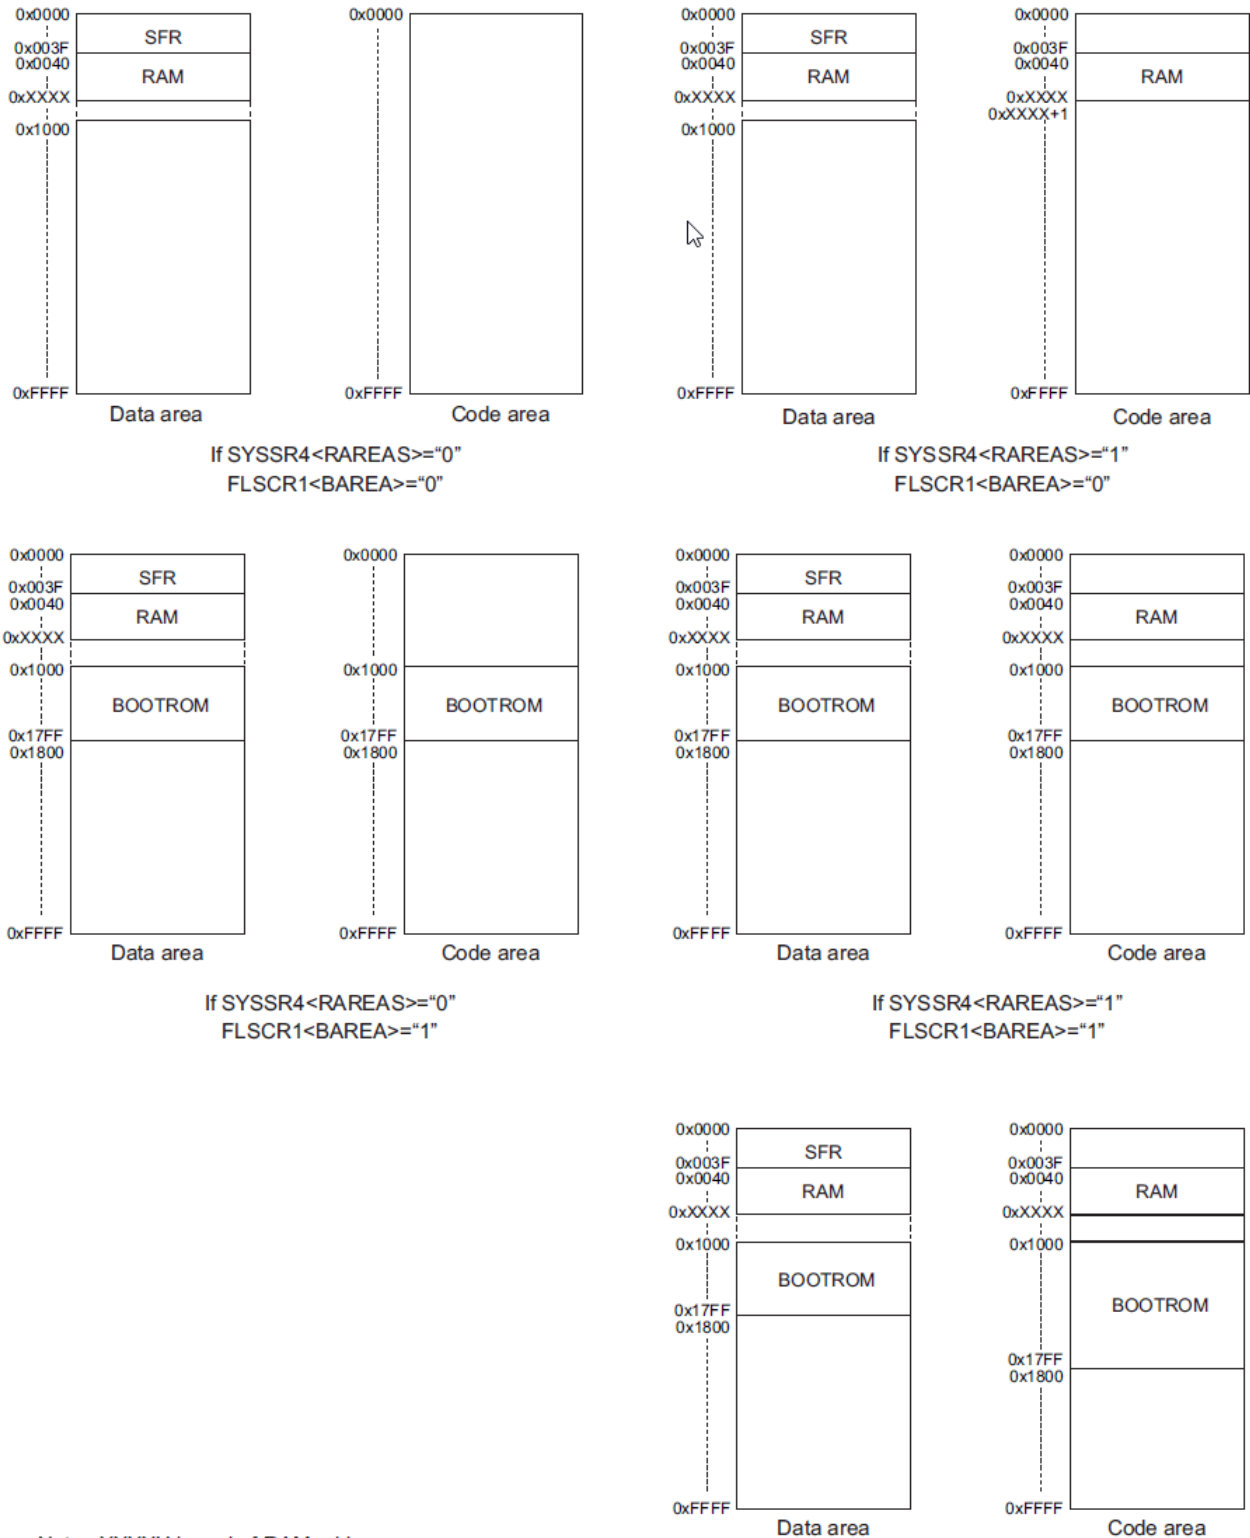 0x0000
SFR
0x003F
0x0040
RAM
0xXXXX
0x1000
0xFFFF
Data area
0x0000
0xFFFF
Code area
If SYSSR4<RAREAS>=“0”
FLSCR1<BAREA>=“0”
0x0000
SFR
0x003F
0x0040
RAM
0xXXXX
0x1000
0xFFFF
Data area
0x0000
0x003F
0x0040
RAM
0xXXXX
0xXXXX+1
0xFFFF
Code area
If SYSSR4<RAREAS>=“1”
FLSCR1<BAREA>=“0”
0x0000
SFR
0x003F
0x0040
RAM
0xXXXX
0x1000
BOOTROM
0x17FF
0x1800
0xFFFF
Data area
0x0000
0x1000
BOOTROM
0x17FF
0x1800
0xFFFF
Code area
If SYSSR4<RAREAS>=“0”
FLSCR1<BAREA>=“1”
0x0000
SFR
0x003F
0x0040
RAM
0xXXXX
0x1000
BOOTROM
0x17FF
0x1800
0xFFFF
Data area
0x0000
0x003F
0x0040
RAM
0xXXXX
0x1000
BOOTROM
0x17FF
0x1800
0xFFFF
Code area
If SYSSR4<RAREAS>=“1”
FLSCR1<BAREA>=“1”
0x0000
SFR
0x003F
0x0040
RAM
0xXXXX
0x1000
BOOTROM
0x17FF
0x1800
0xFFFF
Data area
0x0000
0x003F
0x0040
RAM
0xXXXX
0x1000
BOOTROM
0x17FF
0x1800
0xFFFF
Code area